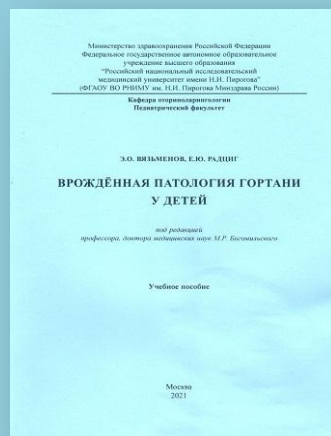 Министерство здравоохранения Российской Федерации
Федеральное государственное автономное образовательное
учреждение высшего образования
"Российский национальный исследовательский
медицинский университет имени Н.И. Пирогова"
(ФГАОУ ВО РНИМУ им. Н.И. Пирогова Минздрава России)
Кафедра оториноларингологии
Педиатрический факультет
Э.О. ВЯЗЬМЕНОВ, Е.Ю. РАДЦИГ
ВРОЖДЁННАЯ ПАТОЛОГИЯ ГОРТАНИ
У ДЕТЕЙ
под редакцией
профессора, доктора медицинских наук М.Р. Богомильского
Учебное пособие
Москва
2021